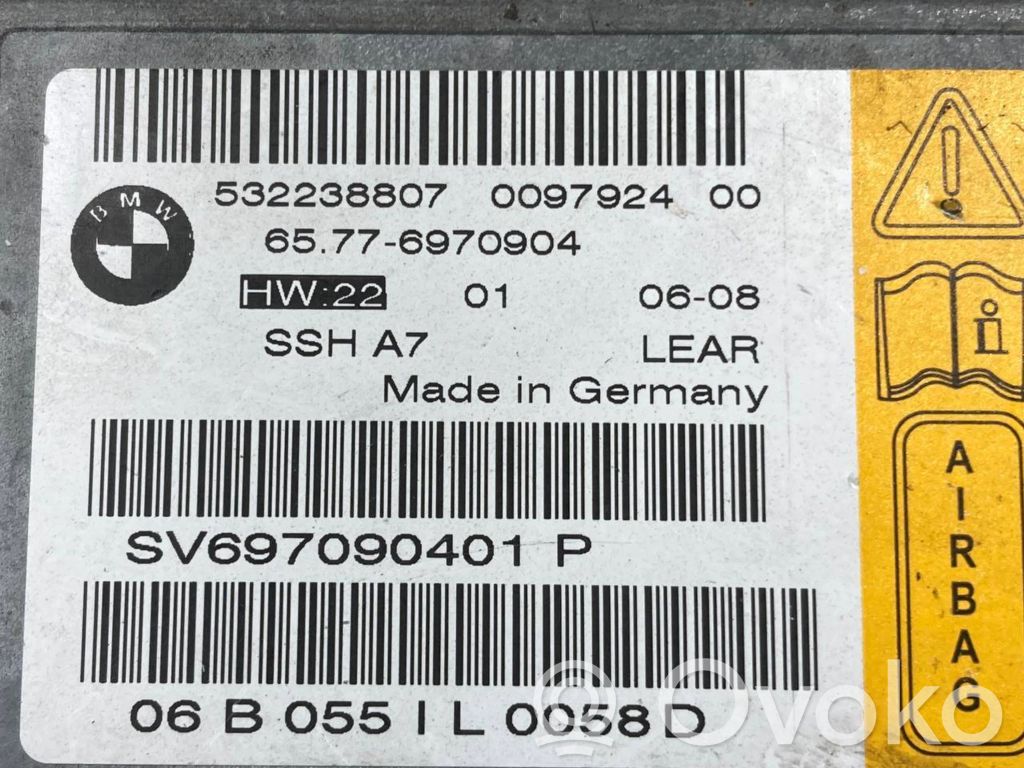 532238807 0097924 00
BMW
65.77-6970904
HW:22 01 06-08
SSH A7 LEAR
Made in Germany
SV697090401 P
06 B 055 I L 0058 D
!
i
AIRBAG
Ovoko